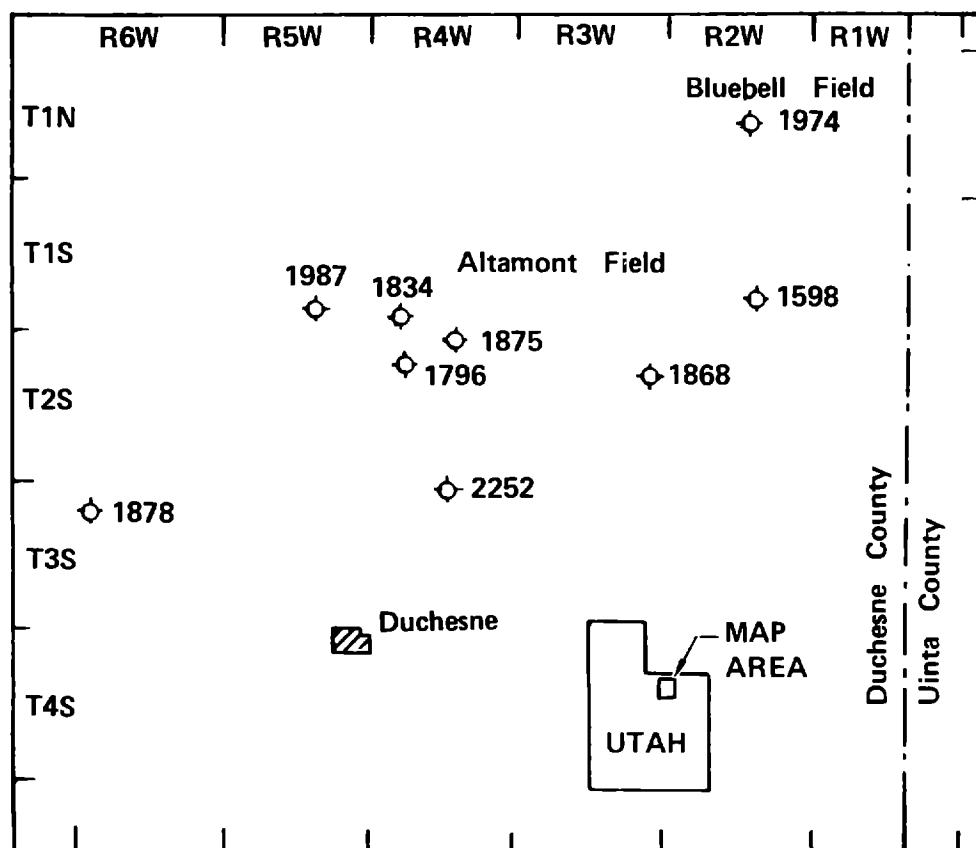 R6W R5W R4W R3W R2W R1W
Bluebell Field
T1N
1974
T1S
Altamont Field
1987
1834
1598
1875
1796
1868
T2S
2252
1878
T3S
Duchesne County
Uinta County
Duchesne
MAP
AREA
T4S
UTAH